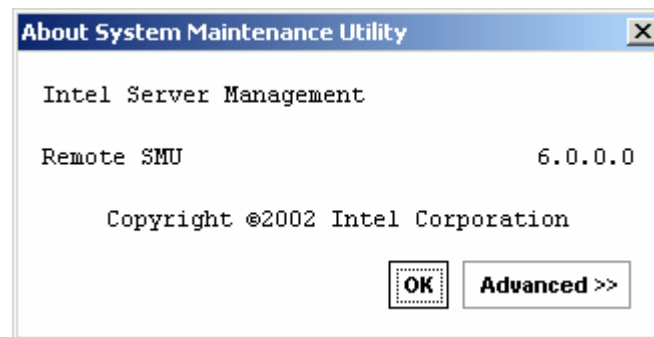 About System Maintenance Utility
Intel Server Management
Remote SMU 6.0.0.0
Copyright ©2002 Intel Corporation
OK Advanced >>